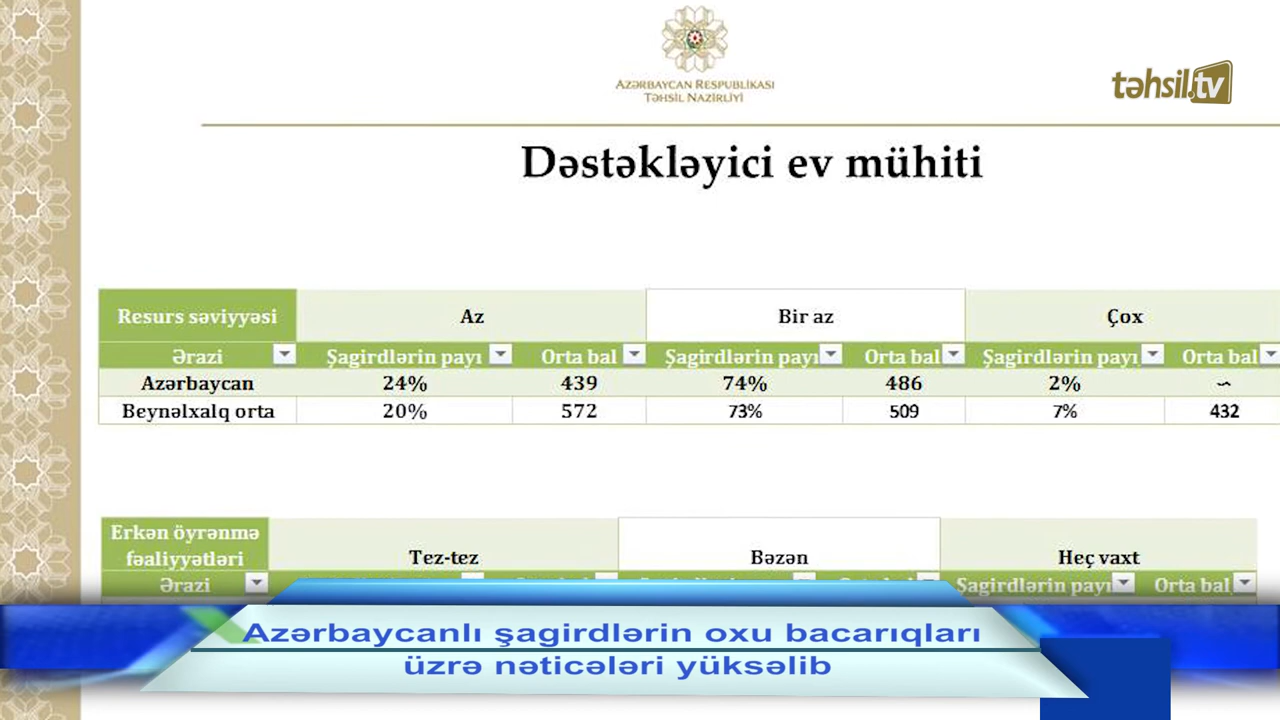 AZƏRBAYCAN RESPUBLİKASI
TƏHSİL NAZİRLİYİ
təhsil.tv
Dəstəkləyici ev mühiti
Resurs səviyyəsi Az Bir az Çox
Ərazi Şagirdlərin payı Orta bal Şagirdlərin payı Orta bal Şagirdlərin payı Orta bal
Azərbaycan 24% 439 74% 486 2% ~
Beynəlxalq orta 20% 572 73% 509 7% 432
Erkən öyrənmə
fəaliyyətləri Tez-tez Bəzən Heç vaxt
Ərazi Şagirdlərin payı Orta bal
Azərbaycanlı şagirdlərin oxu bacarıqları
üzrə nəticələri yüksəlib